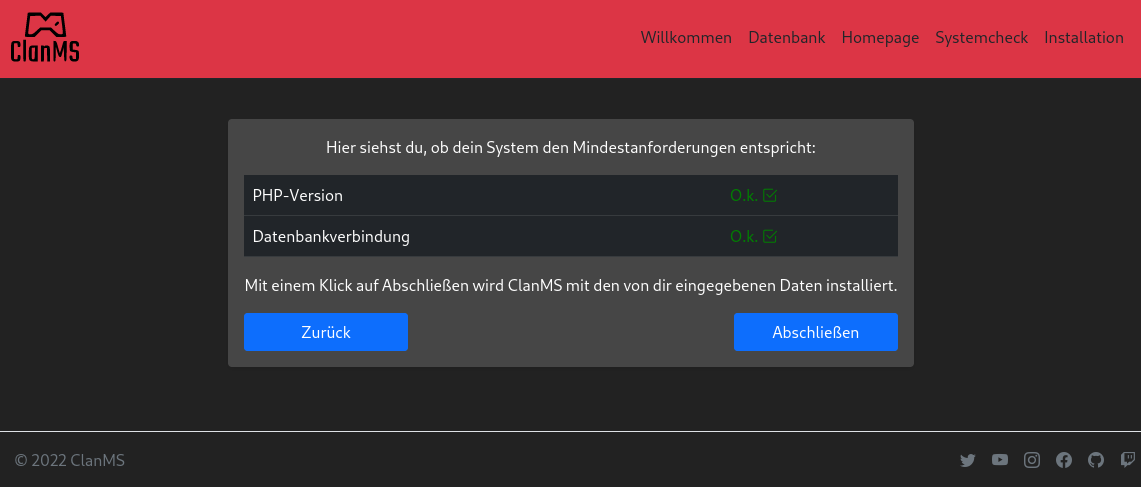 ClanMS
Willkommen Datenbank Homepage Systemcheck Installation
Hier siehst du, ob dein System den Mindestanforderungen entspricht:
PHP-Version O.k.
Datenbankverbindung O.k.
Mit einem Klick auf Abschließen wird ClanMS mit den von dir eingegebenen Daten installiert.
Zurück Abschließen
© 2022 ClanMS